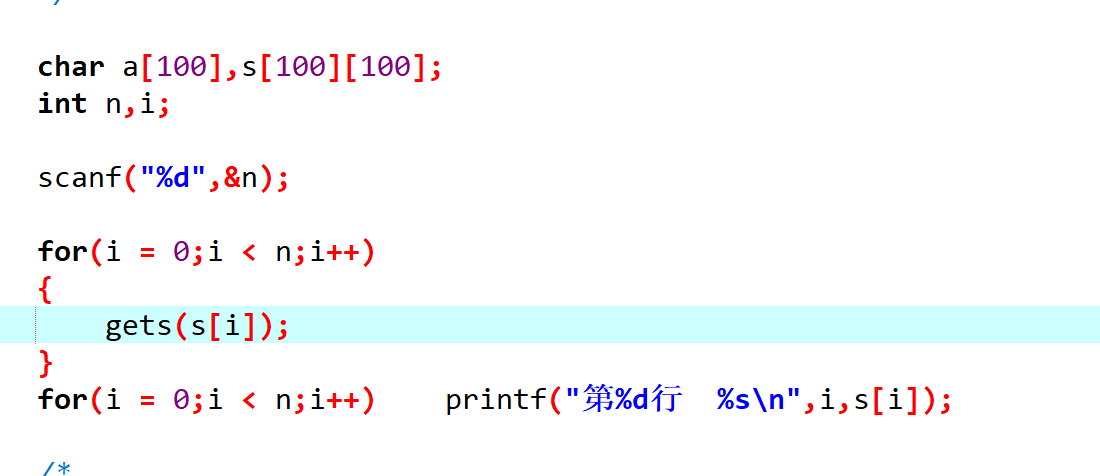 /
char a[100],s[100][100];
int n,i;
scanf("%d",&n);
for(i = 0;i < n;i++)
{
    gets(s[i]);
}
for(i = 0;i < n;i++)    printf("第%d行  %s\n",i,s[i]);
/*